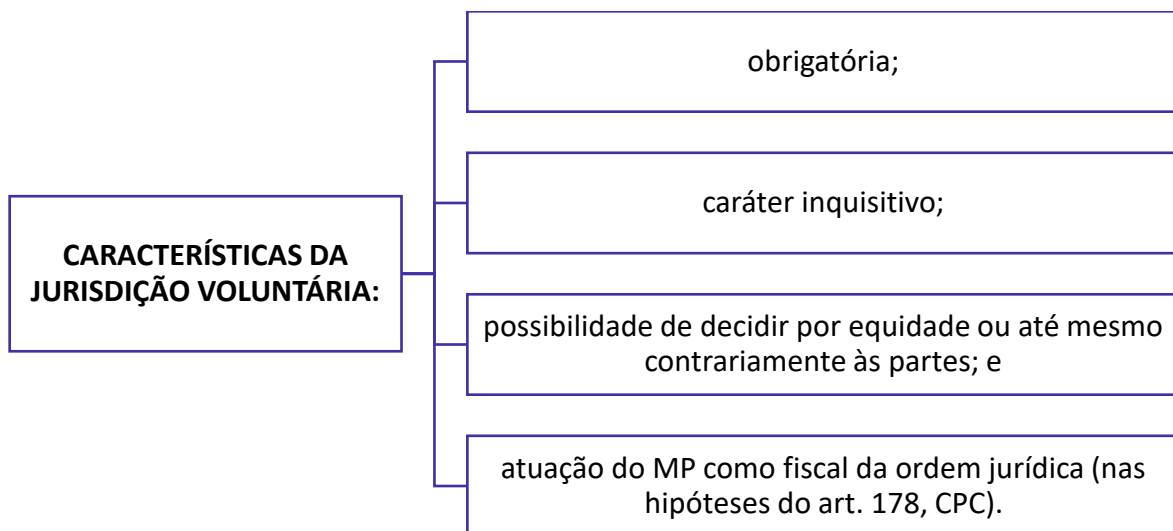 CARACTERÍSTICAS DA
JURISDIÇÃO VOLUNTÁRIA:
obrigatória;
caráter inquisitivo;
possibilidade de decidir por equidade ou até mesmo
contrariamente às partes; e
atuação do MP como fiscal da ordem jurídica (nas
hipóteses do art. 178, CPC).